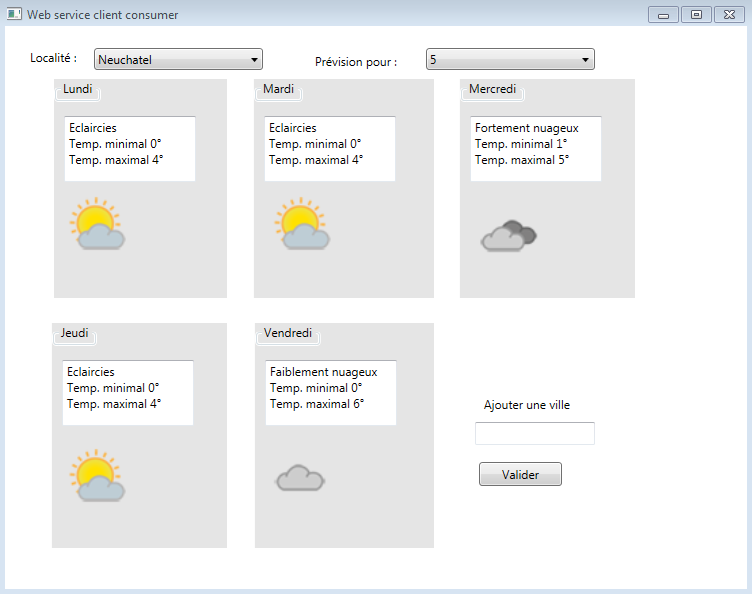 Web service client consumer
Localité :
Neuchatel
Prévision pour :
5
Lundi
Eclaircies
Temp. minimal 0°
Temp. maximal 4°
Mardi
Eclaircies
Temp. minimal 0°
Temp. maximal 4°
Mercredi
Fortement nuageux
Temp. minimal 1°
Temp. maximal 5°
Jeudi
Eclaircies
Temp. minimal 0°
Temp. maximal 4°
Vendredi
Faiblement nuageux
Temp. minimal 0°
Temp. maximal 6°
Ajouter une ville
Valider